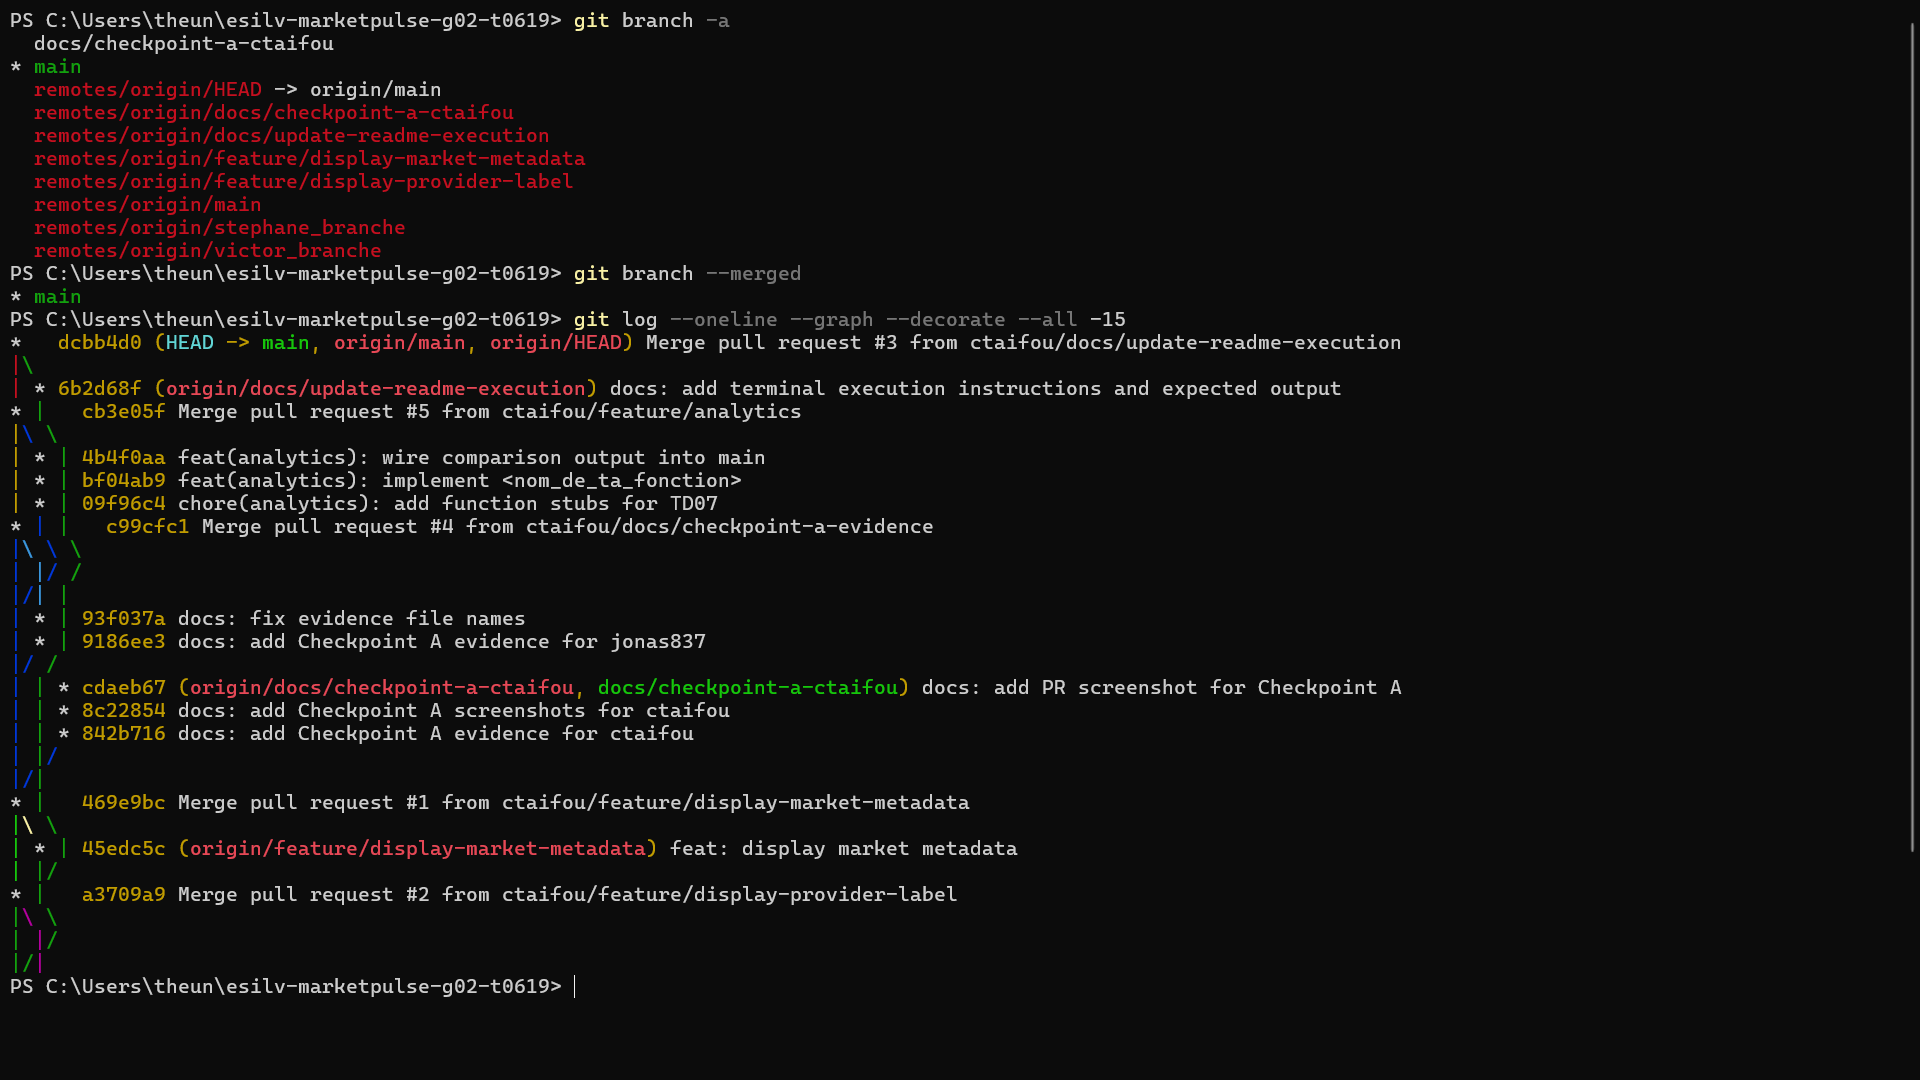 PS C:\Users\theun\esilv-marketpulse-g02-t0619> git branch -a
  docs/checkpoint-a-ctaifou
* main
  remotes/origin/HEAD -> origin/main
  remotes/origin/docs/checkpoint-a-ctaifou
  remotes/origin/docs/update-readme-execution
  remotes/origin/feature/display-market-metadata
  remotes/origin/feature/display-provider-label
  remotes/origin/main
  remotes/origin/stephane_branche
  remotes/origin/victor_branche
PS C:\Users\theun\esilv-marketpulse-g02-t0619> git branch --merged
* main
PS C:\Users\theun\esilv-marketpulse-g02-t0619> git log --oneline --graph --decorate --all -15
*   dcbb4d0 (HEAD -> main, origin/main, origin/HEAD) Merge pull request #3 from ctaifou/docs/update-readme-execution
|\
| * 6b2d68f (origin/docs/update-readme-execution) docs: add terminal execution instructions and expected output
* |   cb3e05f Merge pull request #5 from ctaifou/feature/analytics
|\ \
| * | 4b4f0aa feat(analytics): wire comparison output into main
| * | bf04ab9 feat(analytics): implement <nom_de_ta_fonction>
| * | 09f96c4 chore(analytics): add function stubs for TD07
* | |   c99cfc1 Merge pull request #4 from ctaifou/docs/checkpoint-a-evidence
|\ \ \
| |/ /
|/| |
| * | 93f037a docs: fix evidence file names
| * | 9186ee3 docs: add Checkpoint A evidence for jonas837
|/ /
| | * cdaeb67 (origin/docs/checkpoint-a-ctaifou, docs/checkpoint-a-ctaifou) docs: add PR screenshot for Checkpoint A
| | * 8c22854 docs: add Checkpoint A screenshots for ctaifou
| | * 842b716 docs: add Checkpoint A evidence for ctaifou
| |/
|/|
* |   469e9bc Merge pull request #1 from ctaifou/feature/display-market-metadata
|\ \
| * | 45edc5c (origin/feature/display-market-metadata) feat: display market metadata
| |/
* |   a3709a9 Merge pull request #2 from ctaifou/feature/display-provider-label
|\ \
| |/
|/|
PS C:\Users\theun\esilv-marketpulse-g02-t0619>